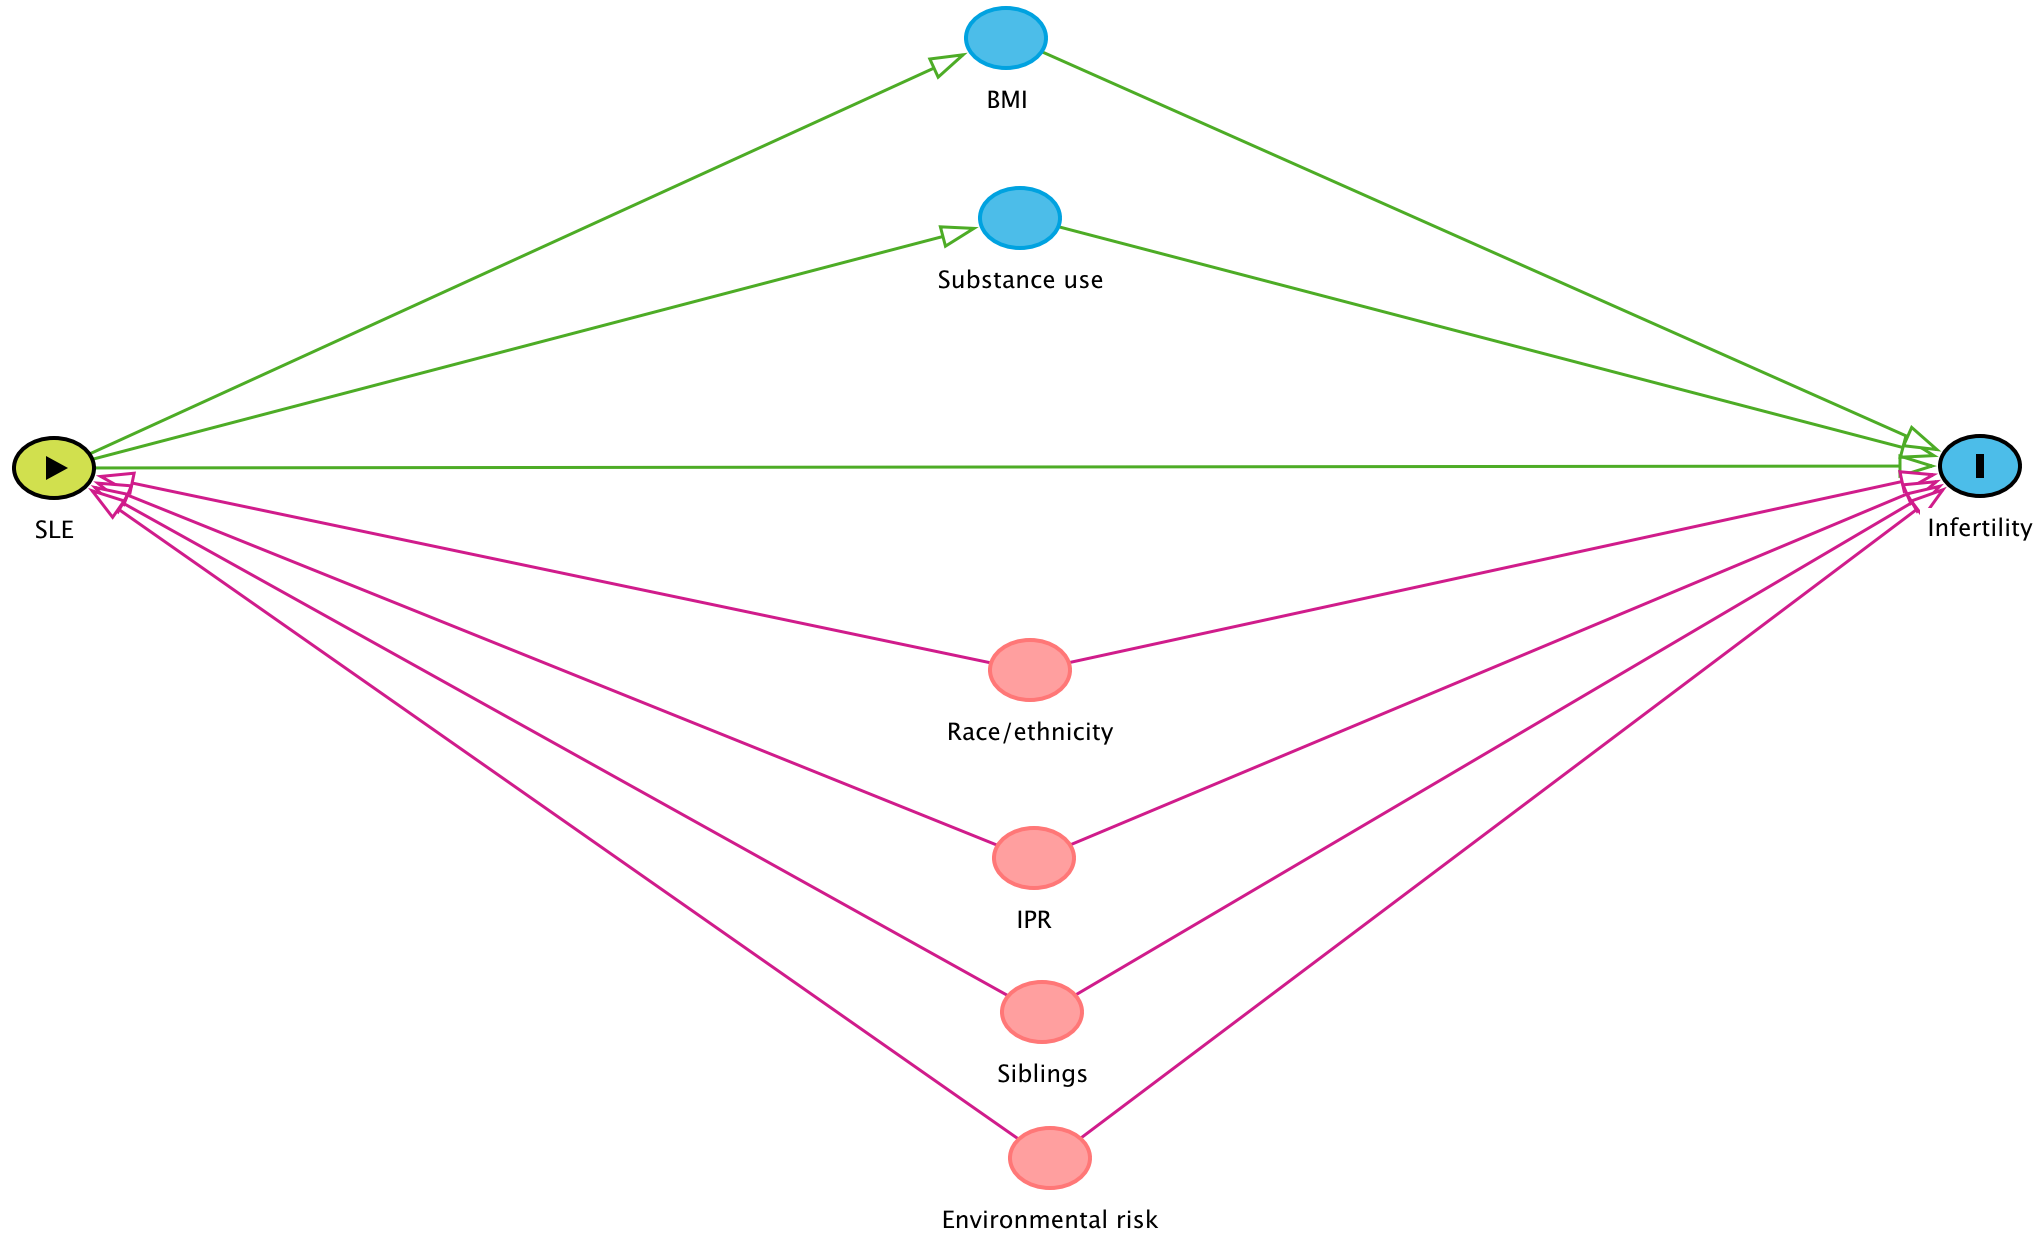 BMI
Substance use
SLE
Infertility
Race/ethnicity
IPR
Siblings
Environmental risk